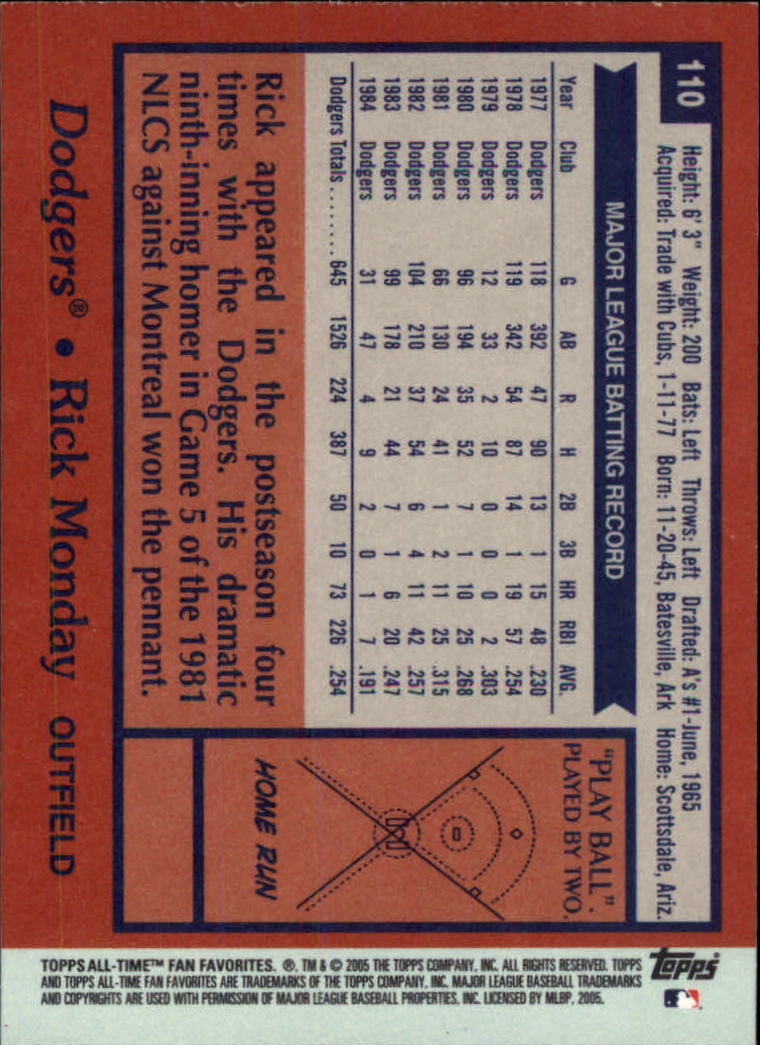 110
Height: 6' 3" Weight: 200 Bats: Left Throws: Left Drafted: A's #1-June, 1965
Acquired: Trade with Cubs, 1-11-77 Born: 11-20-45, Batesville, Ark Home: Scottsdale, Ariz.
MAJOR LEAGUE BATTING RECORD
Year Club G AB R H 2B 3B HR RBI AVG.
1977 Dodgers 118 392 47 90 13 1 15 48 .230
1978 Dodgers 119 342 54 87 14 1 19 57 .254
1979 Dodgers 12 33 2 10 0 0 0 2 .303
1980 Dodgers 96 194 35 52 7 1 10 25 .268
1981 Dodgers 66 130 24 41 1 2 11 25 .315
1982 Dodgers 104 210 37 54 6 4 11 42 .257
1983 Dodgers 99 178 21 44 7 1 6 20 .247
1984 Dodgers 31 47 4 9 2 0 1 7 .191
Dodgers Totals ........ 645 1526 224 387 50 10 73 226 .254
Rick appeared in the postseason four
times with the Dodgers. His dramatic
ninth-inning homer in Game 5 of the 1981
NLCS against Montreal won the pennant.
"PLAY BALL".
PLAYED BY TWO.
HOME RUN
Dodgers® • Rick Monday OUTFIELD
topps
TOPPS ALL-TIME™ FAN FAVORITES. ®, TM & © 2005 THE TOPPS COMPANY, INC. ALL RIGHTS RESERVED. TOPPS
AND TOPPS ALL-TIME FAN FAVORITES ARE TRADEMARKS OF THE TOPPS COMPANY, INC. MAJOR LEAGUE BASEBALL TRADEMARKS
AND COPYRIGHTS ARE USED WITH PERMISSION OF MAJOR LEAGUE BASEBALL PROPERTIES, INC. LICENSED BY MLBP, 2005.